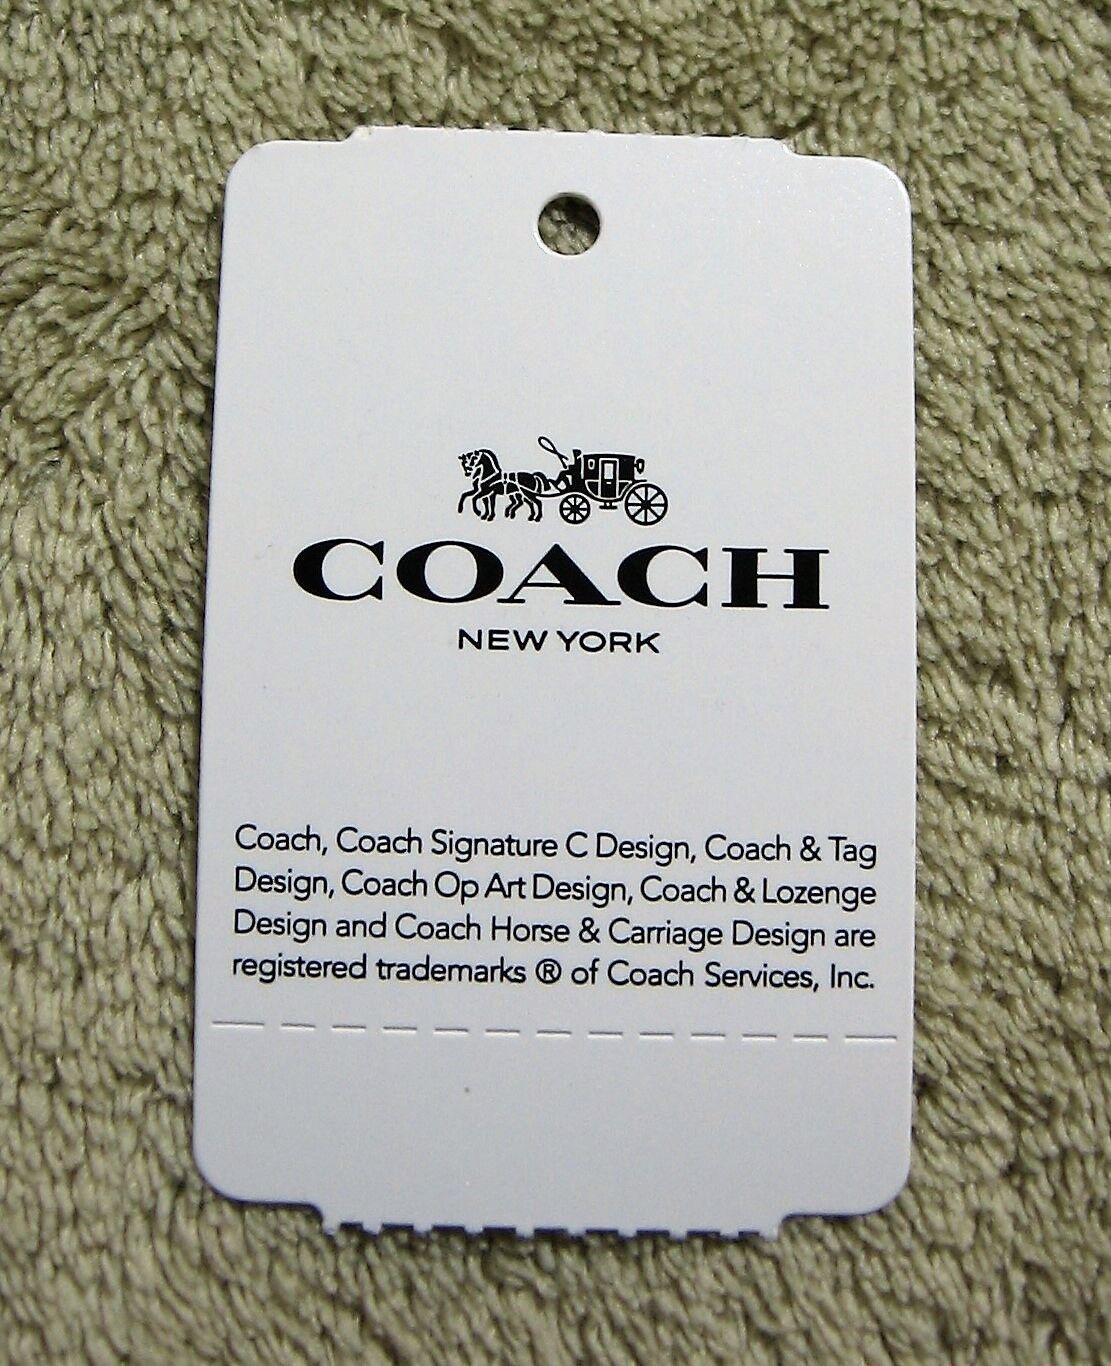 COACH
NEW YORK
Coach, Coach Signature C Design, Coach & Tag
Design, Coach Op Art Design, Coach & Lozenge
Design and Coach Horse & Carriage Design are
registered trademarks ® of Coach Services, Inc.